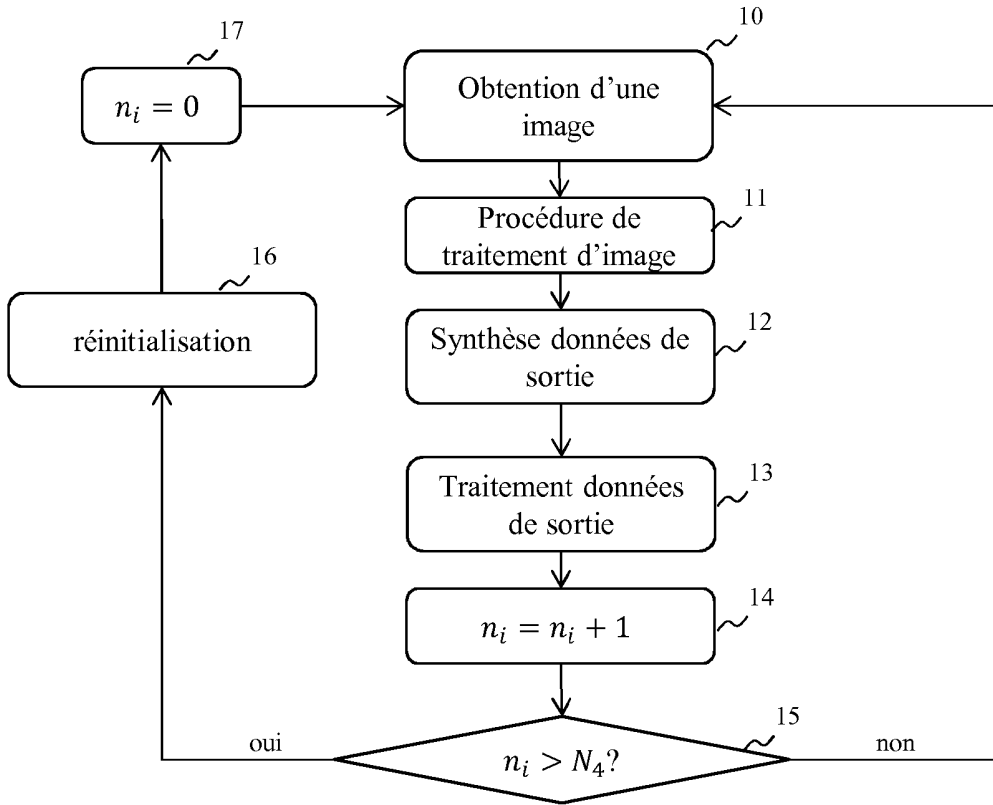 17
10
n_i = 0
Obtention d'une
image
11
Procédure de
traitement d'image
16
réinitialisation
12
Synthèse données de
sortie
13
Traitement données
de sortie
14
n_i = n_i + 1
15
oui
n_i > N_4?
non